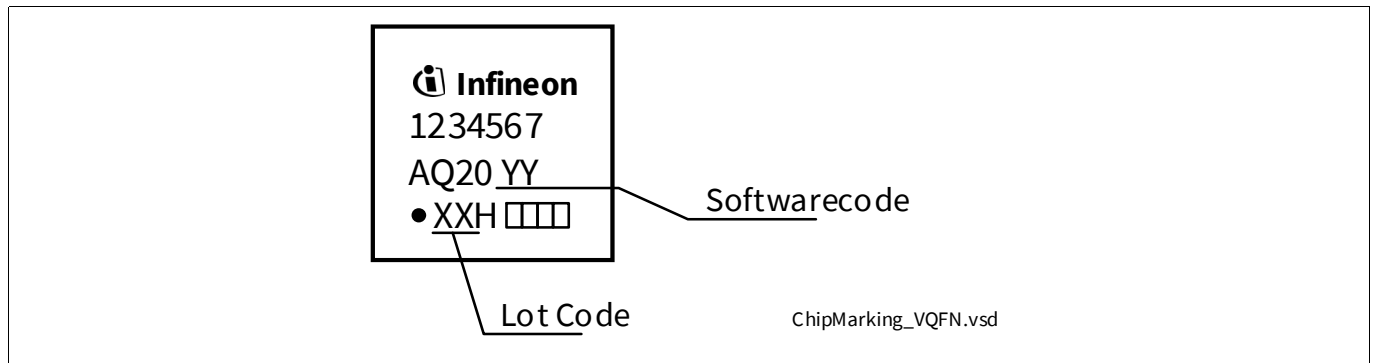 Infineon
1234567
AQ20 YY
•XXH
Softwarecode
Lot Code
ChipMarking_VQFN.vsd